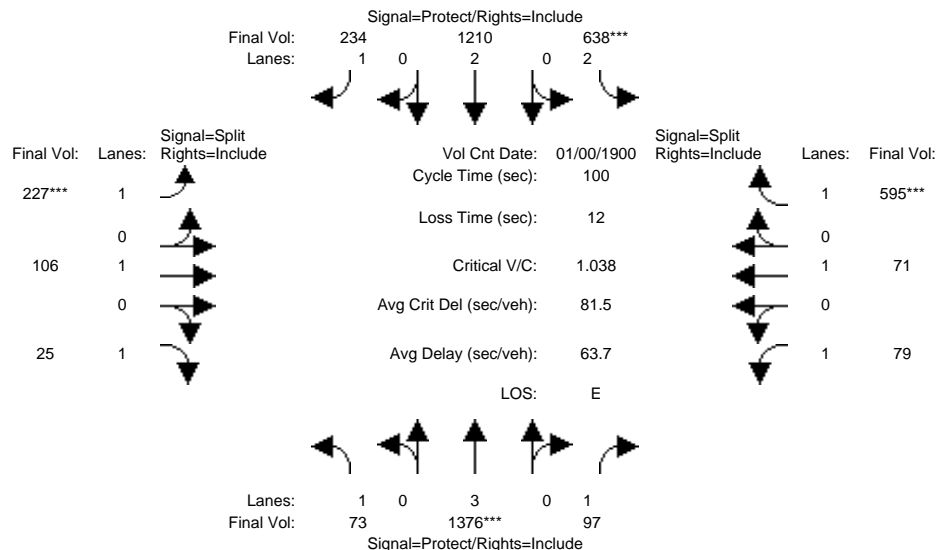 Signal=Protect/Rights=Include
Final Vol: 234 1210 638***
Lanes: 1 0 2 0 2
Signal=Split Signal=Split
Final Vol: Lanes: Rights=Include Vol Cnt Date: 01/00/1900 Rights=Include Lanes: Final Vol:
Cycle Time (sec): 100
227*** 1 1 595***
Loss Time (sec): 12
0 0
106 1 Critical V/C: 1.038 1 71
0 Avg Crit Del (sec/veh): 81.5 0
25 1 Avg Delay (sec/veh): 63.7 1 79
LOS: E
Lanes: 1 0 3 0 1
Final Vol: 73 1376*** 97
Signal=Protect/Rights=Include